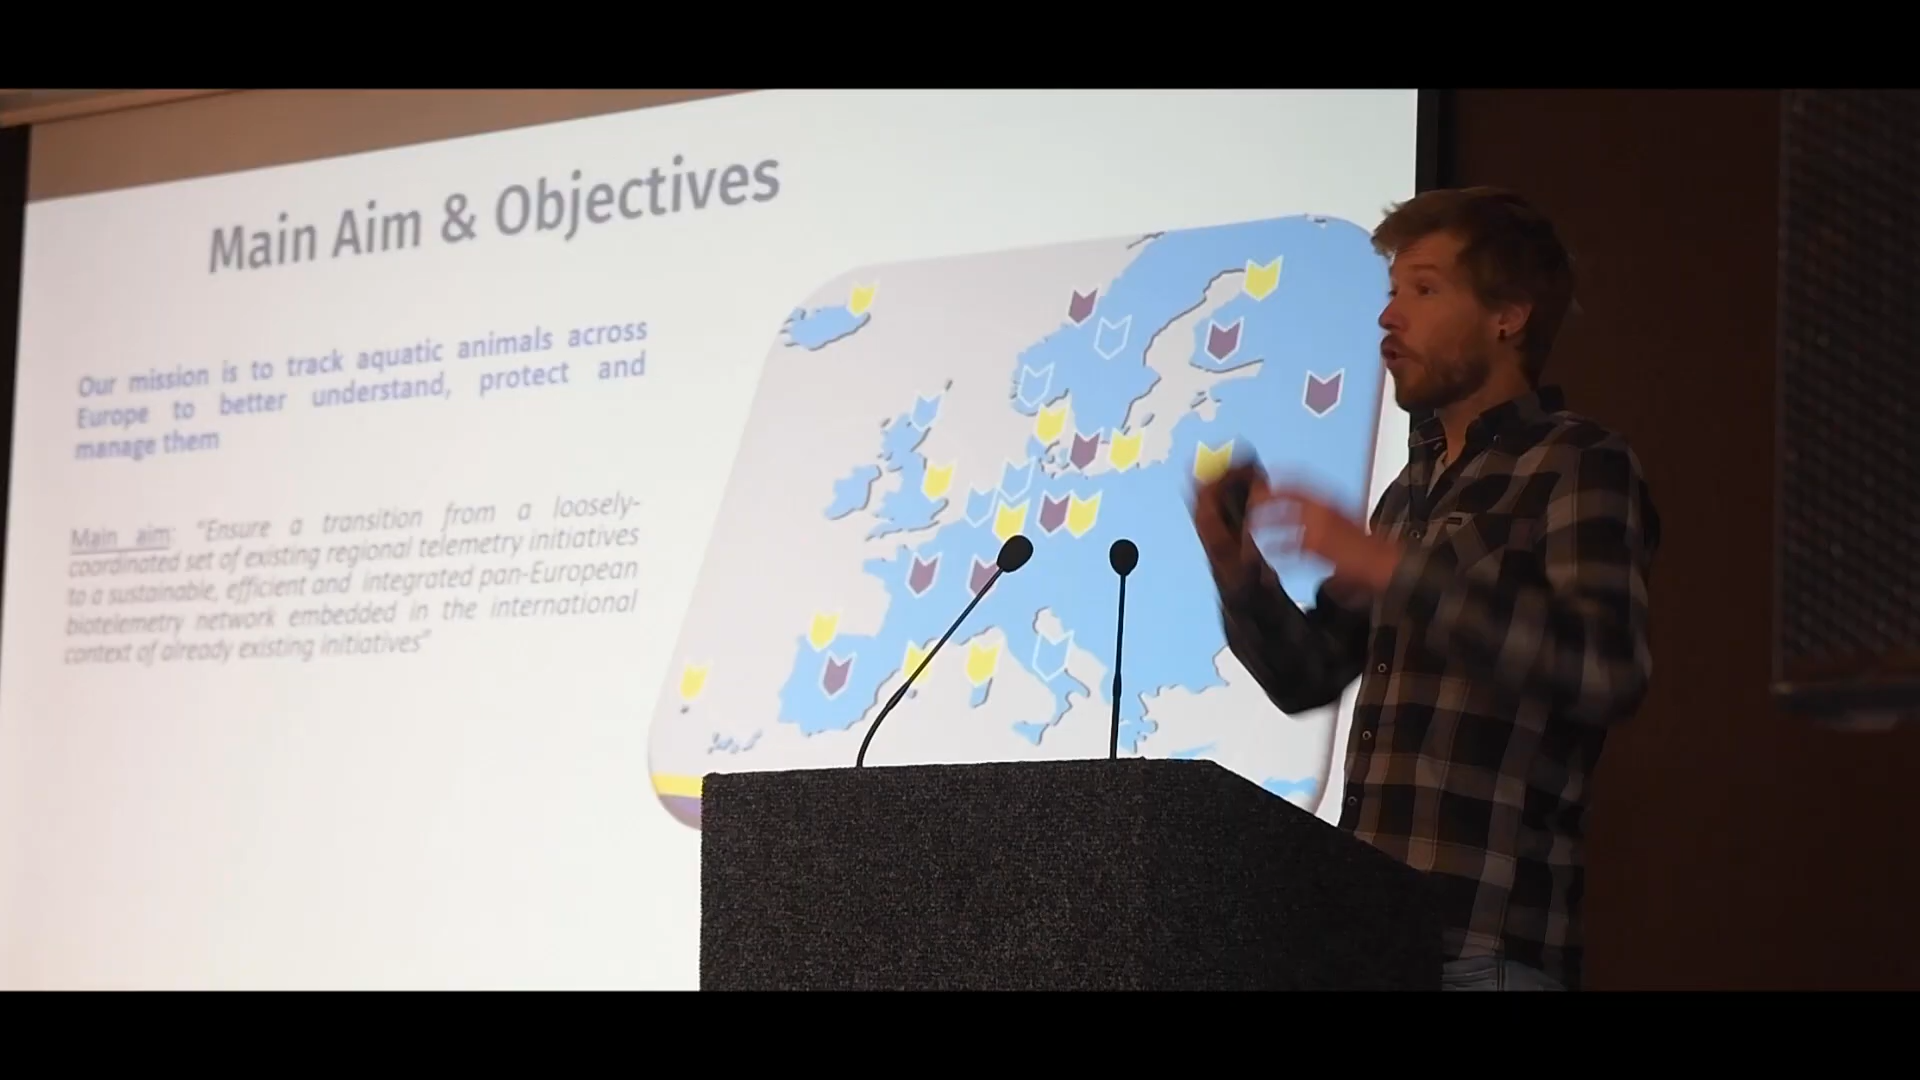 Main Aim & Objectives
Our mission is to track aquatic animals across
Europe to better understand, protect and
manage them
Main aim: "Ensure a transition from a loosely-
coordinated set of existing regional telemetry initiatives
to a sustainable, efficient and integrated pan-European
biotelemetry network embedded in the international
context of already existing initiatives"